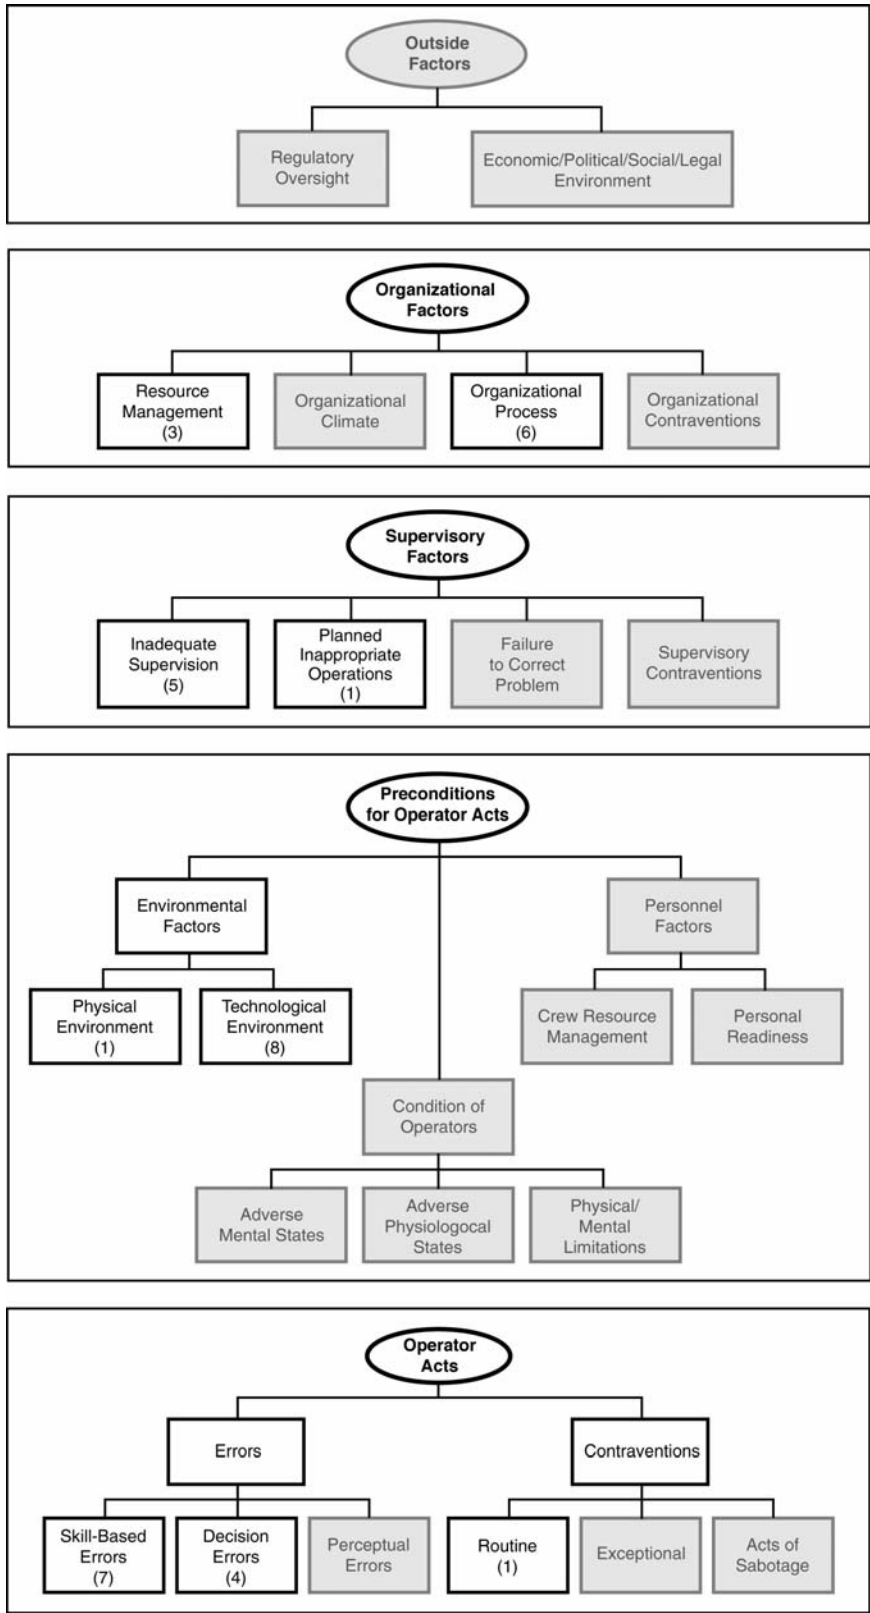 Outside
Factors
Regulatory
Oversight
Economic/Political/Social/Legal
Environment
Organizational
Factors
Resource
Management
(3)
Organizational
Climate
Organizational
Process
(6)
Organizational
Contraventions
Supervisory
Factors
Inadequate
Supervision
(5)
Planned
Inappropriate
Operations
(1)
Failure
to Correct
Problem
Supervisory
Contraventions
Preconditions
for Operator Acts
Environmental
Factors
Personnel
Factors
Physical
Environment
(1)
Technological
Environment
(8)
Crew Resource
Management
Personal
Readiness
Condition of
Operators
Adverse
Mental States
Adverse
Physiologocal
States
Physical/
Mental
Limitations
Operator
Acts
Errors
Contraventions
Skill-Based
Errors
(7)
Decision
Errors
(4)
Perceptual
Errors
Routine
(1)
Exceptional
Acts of
Sabotage